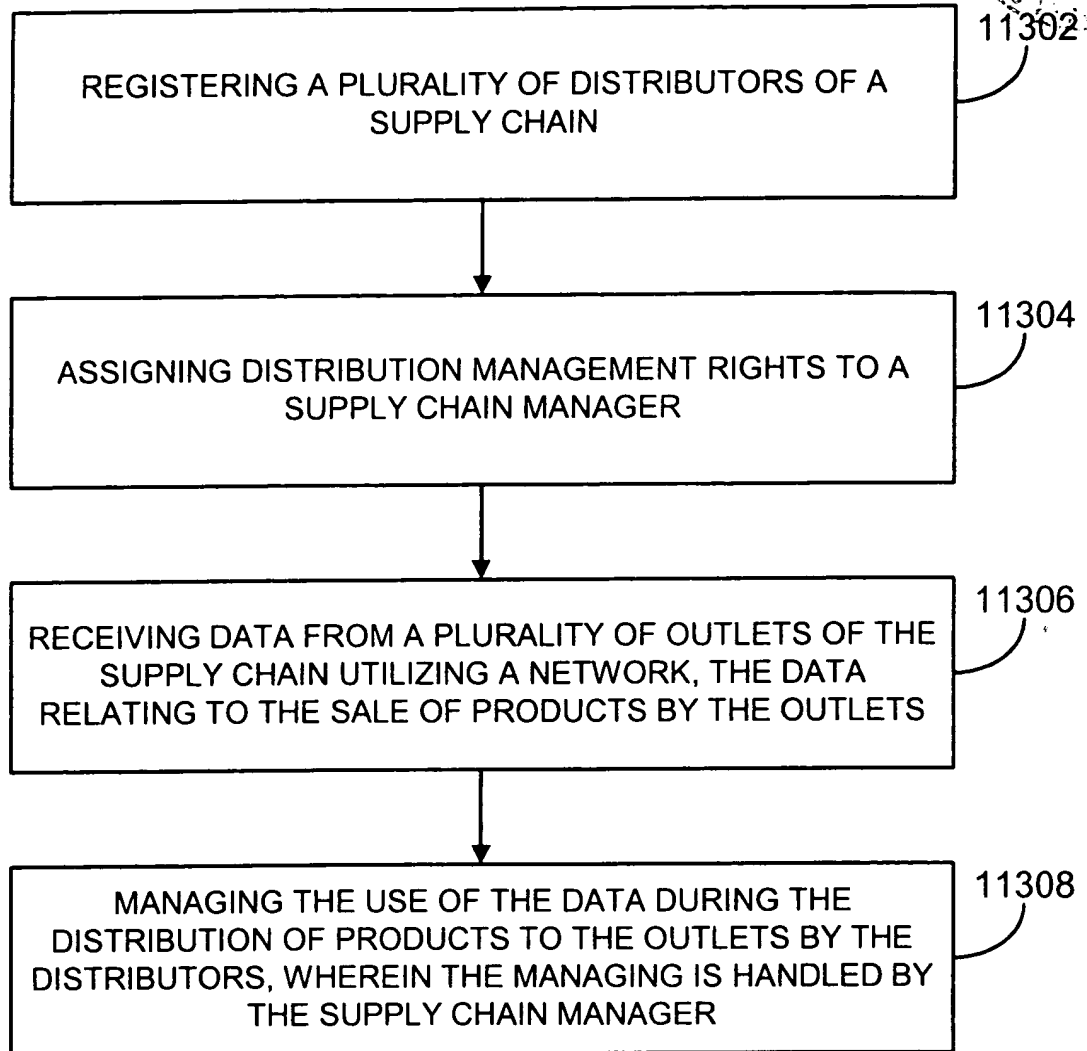 11302
REGISTERING A PLURALITY OF DISTRIBUTORS OF A
SUPPLY CHAIN
11304
ASSIGNING DISTRIBUTION MANAGEMENT RIGHTS TO A
SUPPLY CHAIN MANAGER
11306
RECEIVING DATA FROM A PLURALITY OF OUTLETS OF THE
SUPPLY CHAIN UTILIZING A NETWORK, THE DATA
RELATING TO THE SALE OF PRODUCTS BY THE OUTLETS
11308
MANAGING THE USE OF THE DATA DURING THE
DISTRIBUTION OF PRODUCTS TO THE OUTLETS BY THE
DISTRIBUTORS, WHEREIN THE MANAGING IS HANDLED BY
THE SUPPLY CHAIN MANAGER